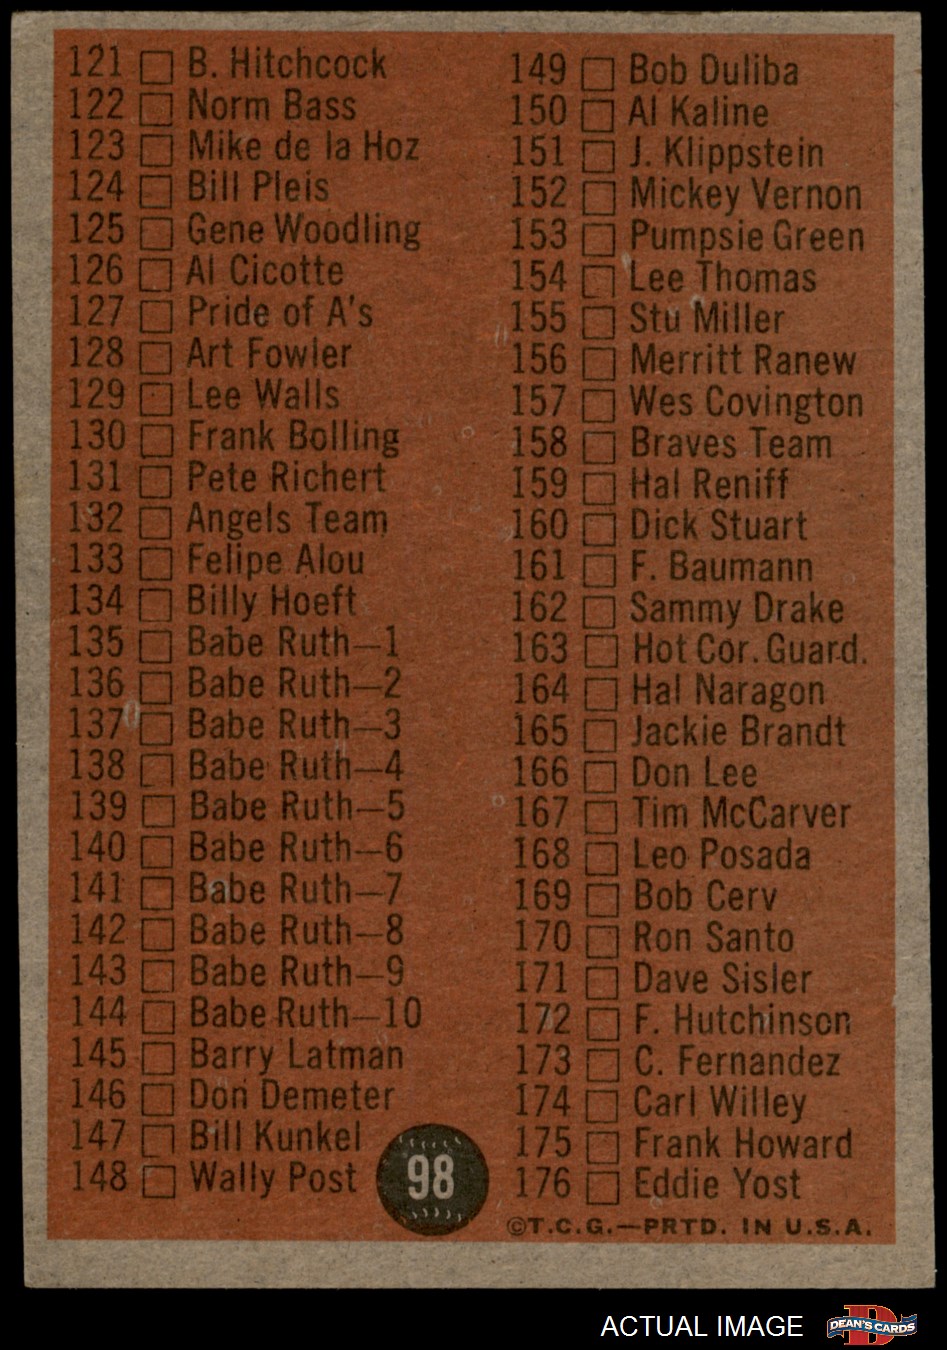 121 B. Hitchcock
122 Norm Bass
123 Mike de la Hoz
124 Bill Pleis
125 Gene Woodling
126 Al Cicotte
127 Pride of A's
128 Art Fowler
129 Lee Walls
130 Frank Bolling
131 Pete Richert
132 Angels Team
133 Felipe Alou
134 Billy Hoeft
135 Babe Ruth—1
136 Babe Ruth—2
137 Babe Ruth—3
138 Babe Ruth—4
139 Babe Ruth—5
140 Babe Ruth—6
141 Babe Ruth—7
142 Babe Ruth—8
143 Babe Ruth—9
144 Babe Ruth—10
145 Barry Latman
146 Don Demeter
147 Bill Kunkel
148 Wally Post
98
149 Bob Duliba
150 Al Kaline
151 J. Klippstein
152 Mickey Vernon
153 Pumpsie Green
154 Lee Thomas
155 Stu Miller
156 Merritt Ranew
157 Wes Covington
158 Braves Team
159 Hal Reniff
160 Dick Stuart
161 F. Baumann
162 Sammy Drake
163 Hot Cor. Guard.
164 Hal Naragon
165 Jackie Brandt
166 Don Lee
167 Tim McCarver
168 Leo Posada
169 Bob Cerv
170 Ron Santo
171 Dave Sisler
172 F. Hutchinson
173 C. Fernandez
174 Carl Willey
175 Frank Howard
176 Eddie Yost
©T.C.G.—PRTD. IN U.S.A.
ACTUAL IMAGE
D
DEAN'S CARDS